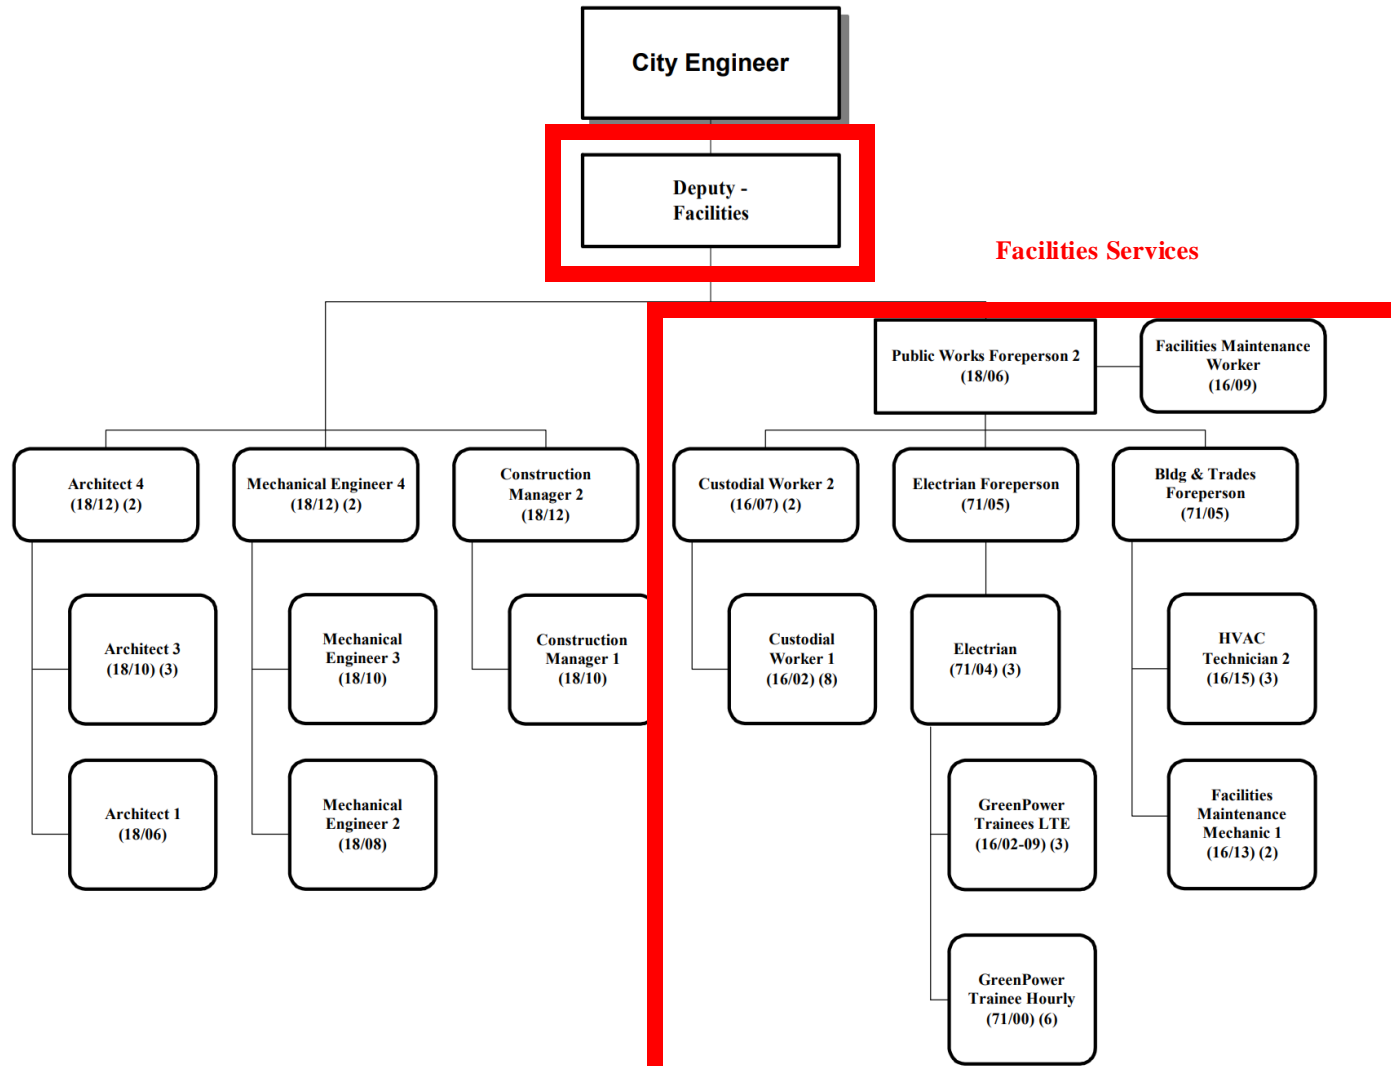 City Engineer
Deputy -
Facilities
Facilities Services
Public Works Foreperson 2
(18/06)
Facilities Maintenance
Worker
(16/09)
Architect 4
(18/12) (2)
Mechanical Engineer 4
(18/12) (2)
Construction
Manager 2
(18/12)
Custodial Worker 2
(16/07) (2)
Electrian Foreperson
(71/05)
Bldg & Trades
Foreperson
(71/05)
Architect 3
(18/10) (3)
Mechanical
Engineer 3
(18/10)
Construction
Manager 1
(18/10)
Custodial
Worker 1
(16/02) (8)
Electrian
(71/04) (3)
HVAC
Technician 2
(16/15) (3)
Architect 1
(18/06)
Mechanical
Engineer 2
(18/08)
GreenPower
Trainees LTE
(16/02-09) (3)
Facilities
Maintenance
Mechanic 1
(16/13) (2)
GreenPower
Trainee Hourly
(71/00) (6)